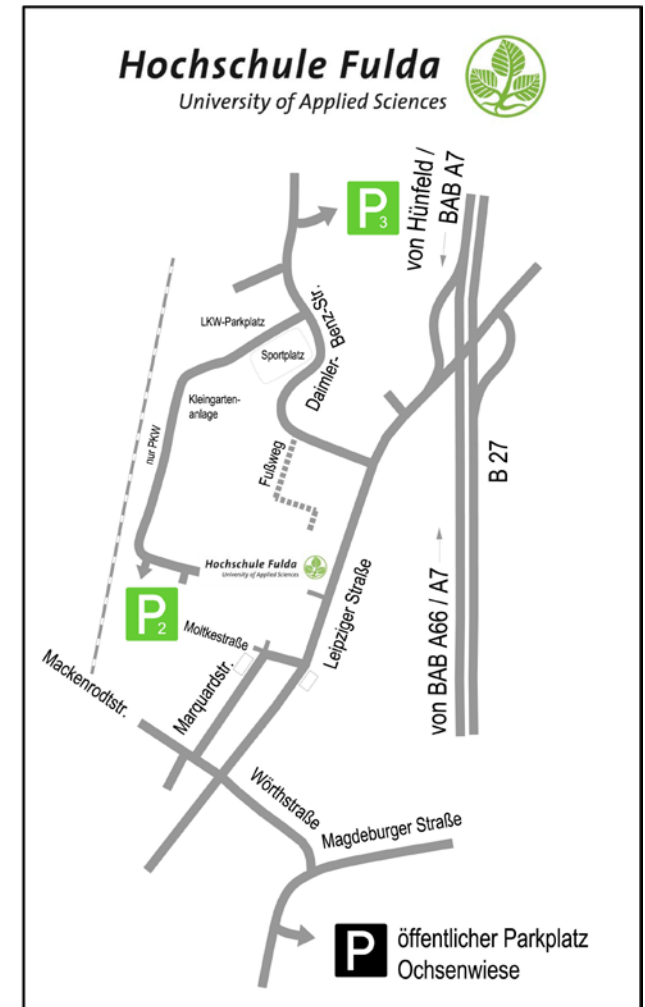 Hochschule Fulda
University of Applied Sciences
P3
von Hünfeld /
BAB A7
LKW-Parkplatz
Sportplatz
Daimler-
Benz-Str.
Kleingarten-
anlage
nur PKW
Fußweg
B 27
Hochschule Fulda
University of Applied Sciences
von BAB A66 / A7
P2
Moltkestraße
Leipziger Straße
Mackenrodtstr.
Marquardstr.
Wörthstraße
Magdeburger Straße
P
öffentlicher Parkplatz
Ochsenwiese